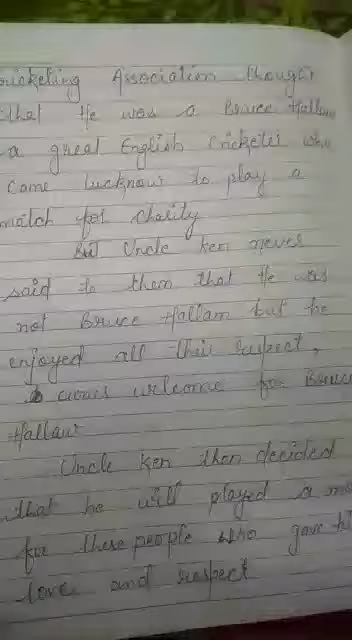 Association thought
that He was a Bruce Hallam
a great English Cricketer who
came lucknow to play a
match for charity
But Uncle Ken never
said to them that He was
not Bruce Hallam but he
enjoyed all their respect,
welcome for Bruce
Hallam
Uncle Ken then decided
that he will played a
for these people who gave
love and respect